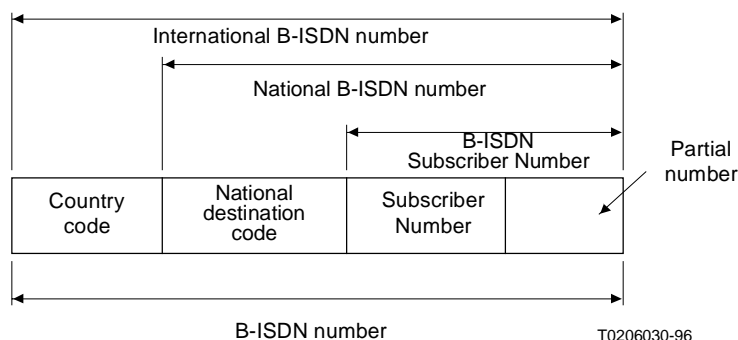 International B-ISDN number
National B-ISDN number
B-ISDN
Subscriber Number
Partial
number
Country
code
National
destination
code
Subscriber
Number
B-ISDN number
T0206030-96